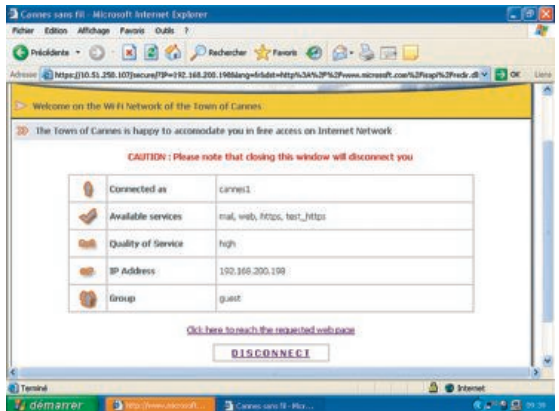 Cannes sans fil - Microsoft Internet Explorer
Fichier Edition Affichage Favoris Outils ?
Précédente Rechercher Favoris
Adresse OK Liens
Welcome on the Wi Fi Network of the Town of Cannes
The Town of Cannes is happy to accomodate you in free access on Internet Network
CAUTION : Please note that closing this window will disconnect you
Connected as cannes1
Available services mail, web, https, test_https
Quality of Service high
IP Address 192.168.200.198
Group guest
Click here to reach the requested web page
DISCONNECT
Terminé Internet
démarrer Cannes sans fil - Micr...